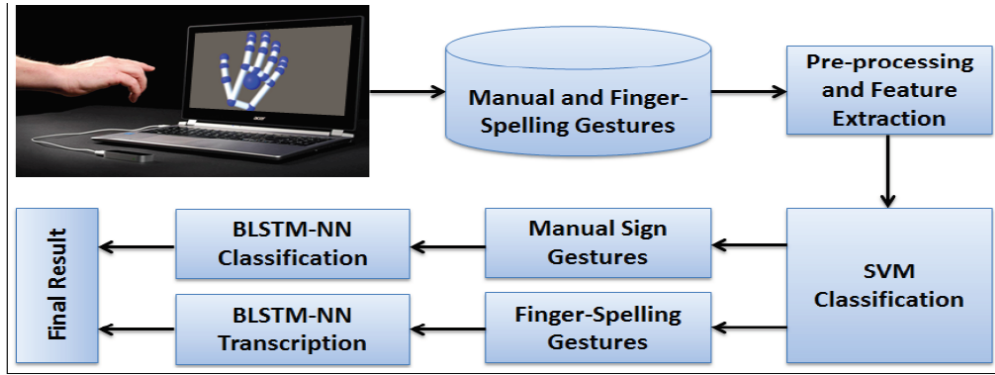 acer
Manual and Finger-
Spelling Gestures
Pre-processing
and Feature
Extraction
SVM
Classification
Manual Sign
Gestures
Finger-Spelling
Gestures
BLSTM-NN
Classification
BLSTM-NN
Transcription
Final Result